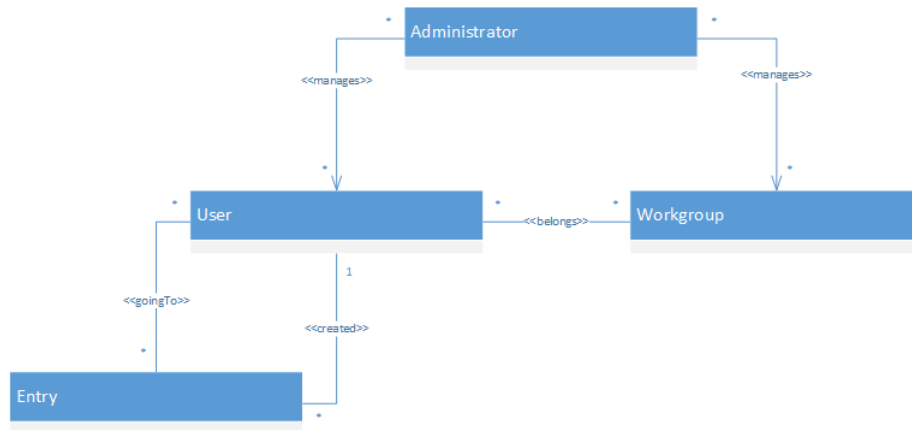 * Administrator *
<<manages>> <<manages>>
* *
* User * * Workgroup
<<belongs>>
1
<<goingTo>>
<<created>>
*
Entry
*